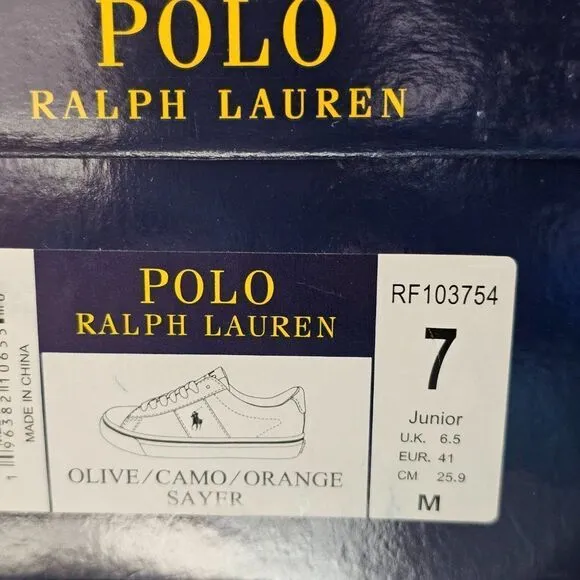 POLO
RALPH LAUREN
POLO
RALPH LAUREN
OLIVE/CAMO/ORANGE
SAYER
RF103754
7
Junior
U.K. 6.5
EUR. 41
CM 25.9
M
MADE IN CHINA